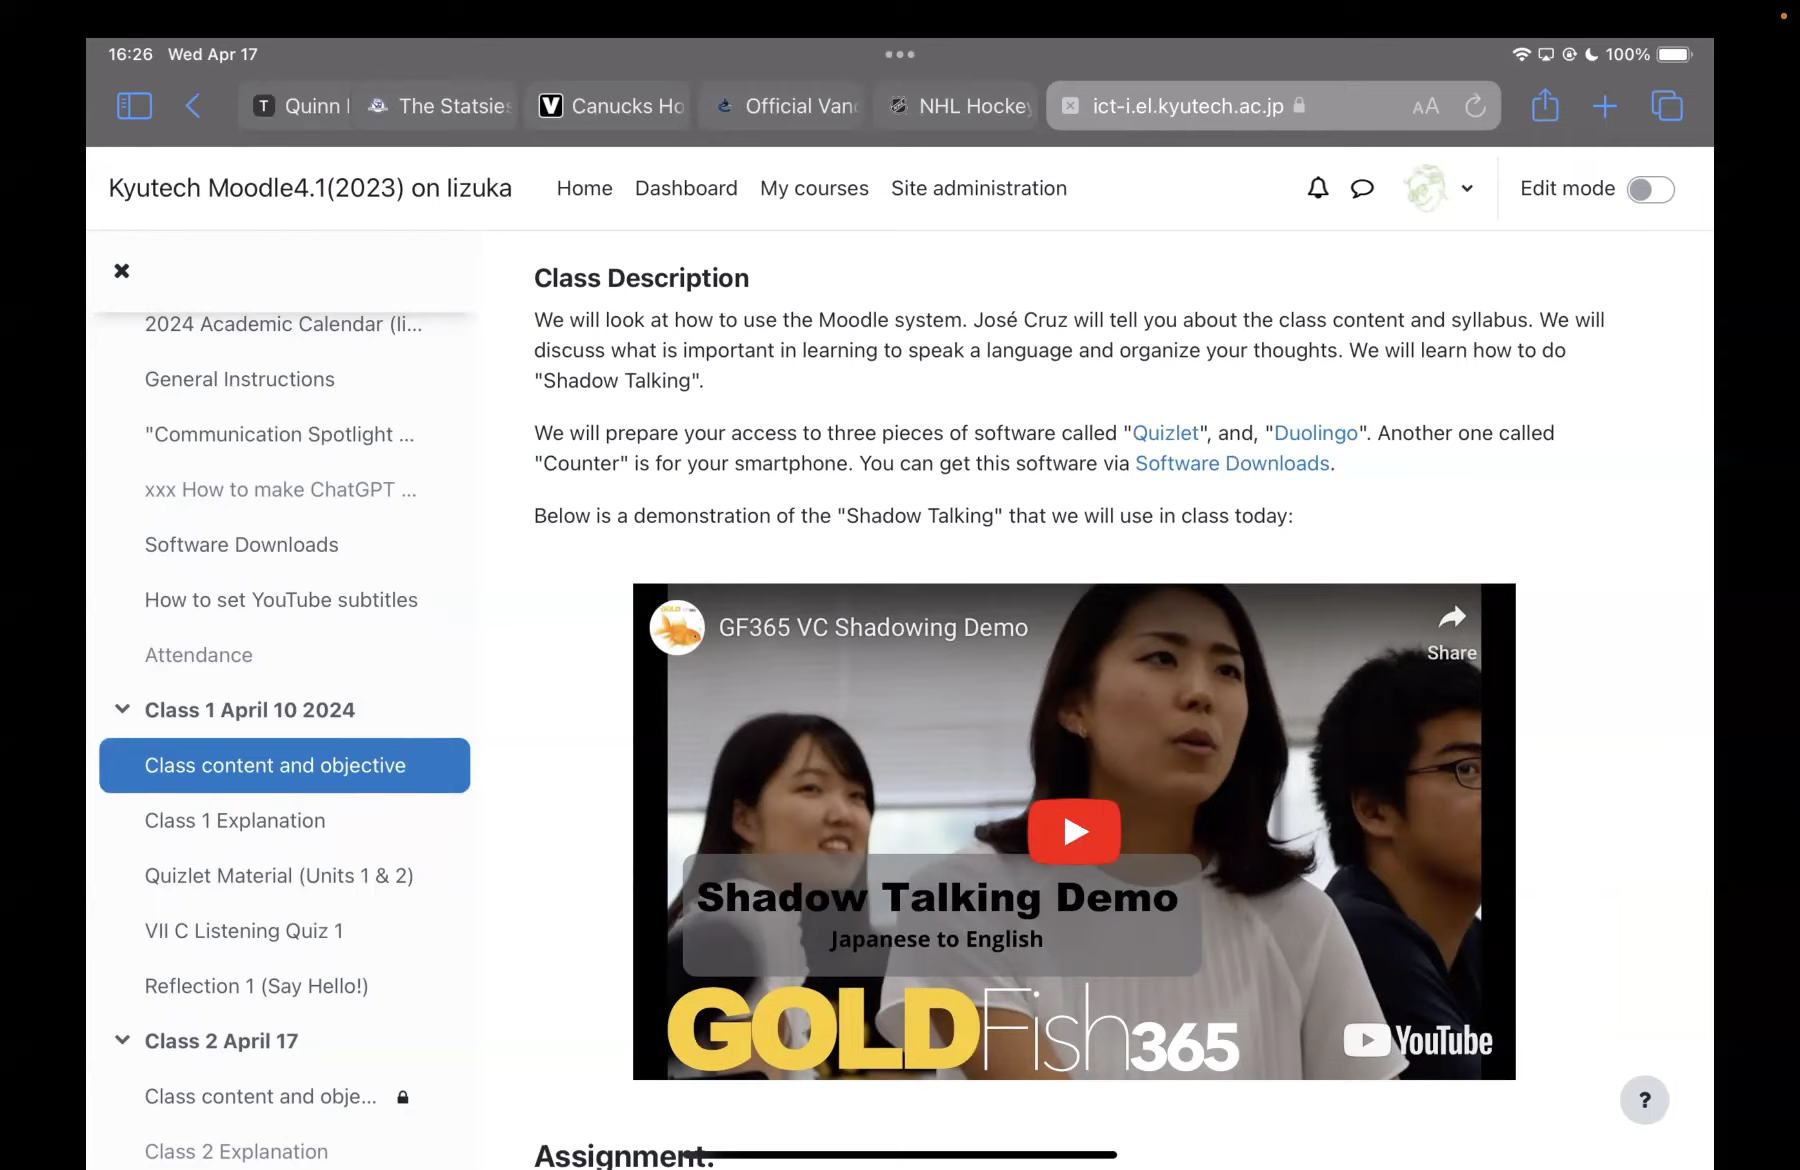 16:26 Wed Apr 17
100%
T Quinn
The Statsies
V Canucks Ho
Official Vanc
NHL Hockey
ict-i.el.kyutech.ac.jp
AA
Kyutech Moodle4.1(2023) on Iizuka
Home
Dashboard
My courses
Site administration
Edit mode
2024 Academic Calendar (Ii...
General Instructions
"Communication Spotlight ...
xxx How to make ChatGPT ...
Software Downloads
How to set YouTube subtitles
Attendance
Class 1 April 10 2024
Class content and objective
Class 1 Explanation
Quizlet Material (Units 1 & 2)
VII C Listening Quiz 1
Reflection 1 (Say Hello!)
Class 2 April 17
Class content and obje...
Class 2 Explanation
Class Description
We will look at how to use the Moodle system. José Cruz will tell you about the class content and syllabus. We will
discuss what is important in learning to speak a language and organize your thoughts. We will learn how to do
"Shadow Talking".
We will prepare your access to three pieces of software called "Quizlet", and, "Duolingo". Another one called
"Counter" is for your smartphone. You can get this software via Software Downloads.
Below is a demonstration of the "Shadow Talking" that we will use in class today:
GF365 VC Shadowing Demo
Share
Shadow Talking Demo
Japanese to English
GOLDFish365
YouTube
?
Assignment: